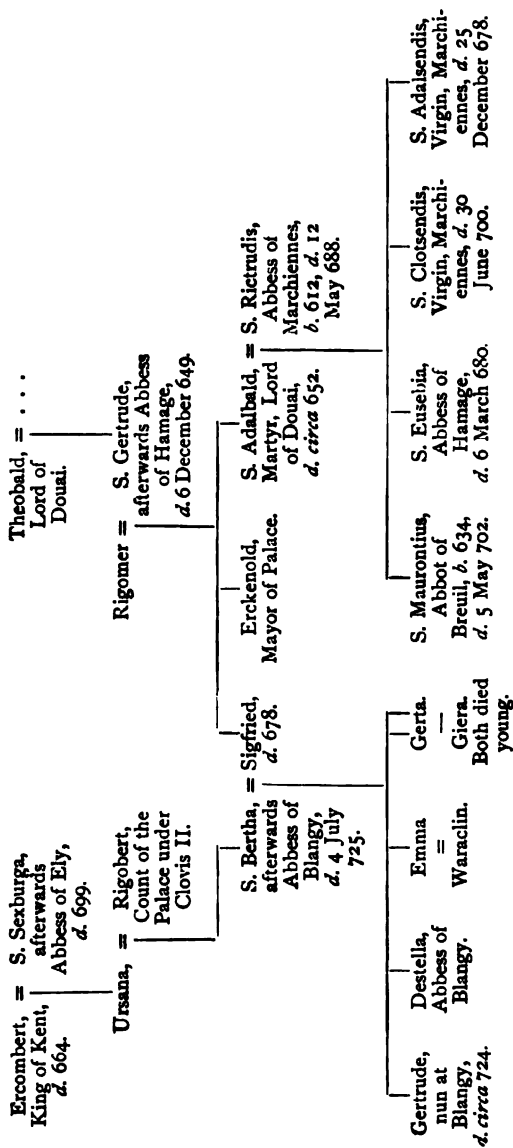 Ercombert, = S. Sexburga,
King of Kent, afterwards
d. 664. Abbess of Ely,
d. 699.
Theobald, = . . .
Lord of
Douai.
Ursana, = Rigobert,
Count of the
Palace under
Clovis II.
Rigomer = S. Gertrude,
afterwards Abbess
of Hamage,
d. 6 December 649.
S. Bertha, = Sigfried,
afterwards d. 678.
Abbess of
Blangy,
d. 4 July
725.
Erckenold,
Mayor of Palace.
S. Adalbald, = S. Rictrudis,
Martyr, Lord Abbess of
of Douai, Marchiennes,
d. circa 652. b. 612, d. 12
May 688.
Gertrude,
nun at
Blangy,
d. circa 724.
Destella,
Abbess of
Blangy.
Emma
=
Waraclin.
Gerta.
—
Giera.
Both died
young.
S. Maurontius,
Abbot of
Breuil, b. 634,
d. 5 May 702.
S. Eusebia,
Abbess of
Hamage,
d. 6 March 680.
S. Clotsendis,
Virgin, Marchi-
ennes, d. 30
June 700.
S. Adalsendis,
Virgin, Marchi-
ennes, d. 25
December 678.